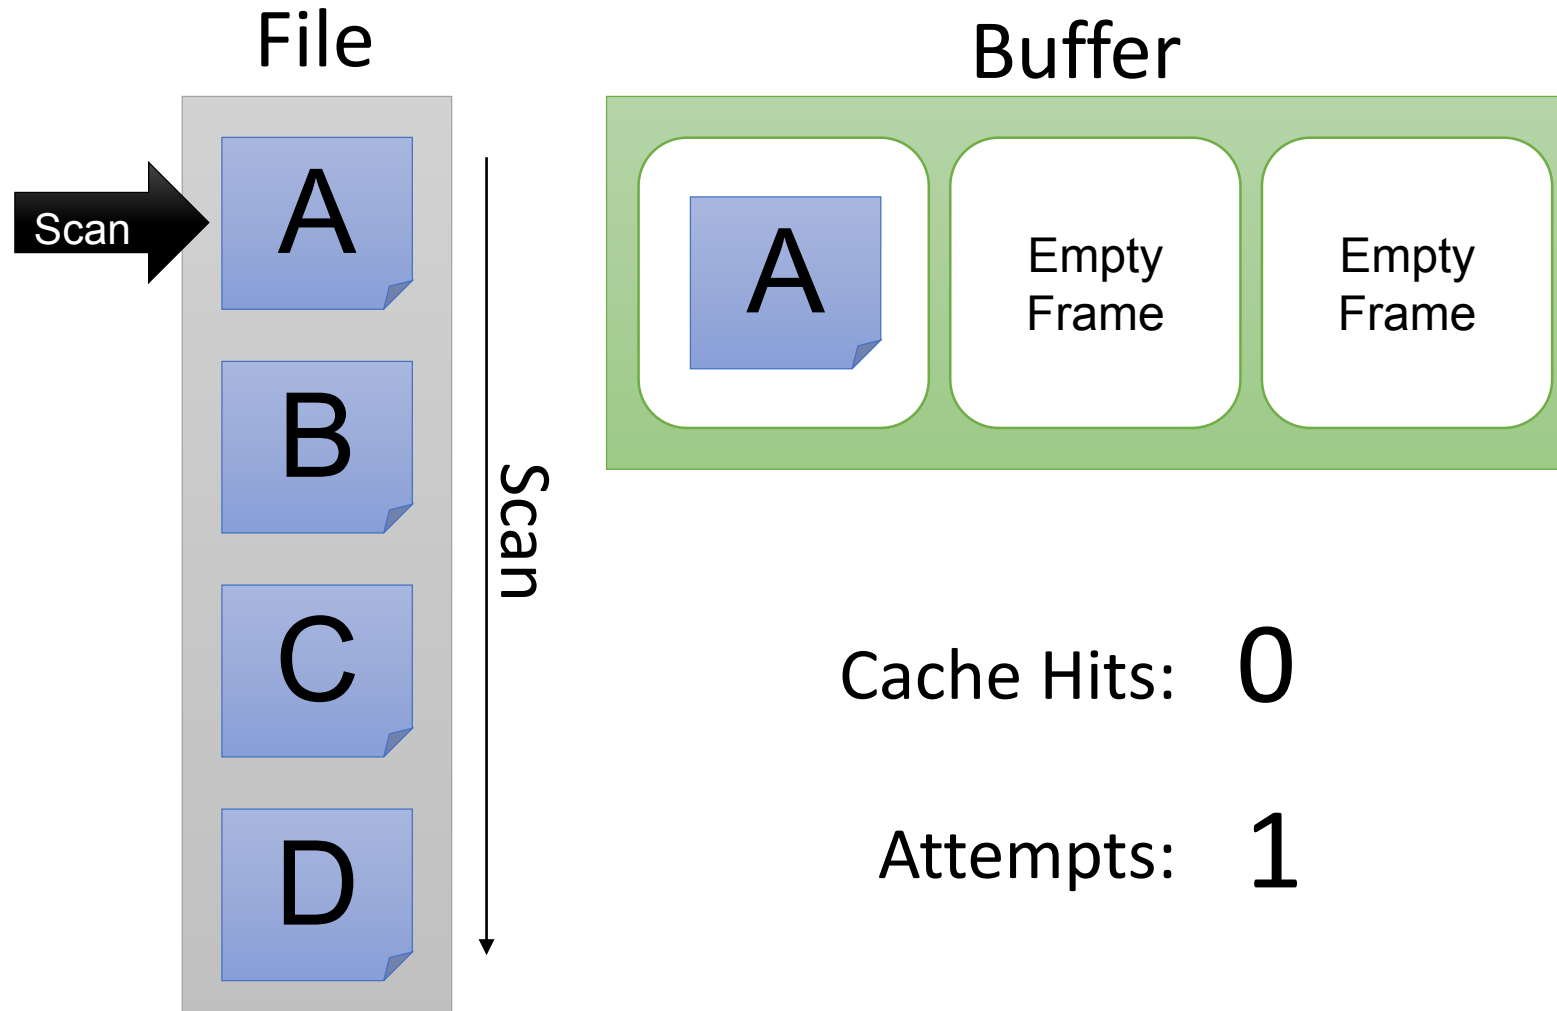 File
Scan
A
B
C
D
Scan
Buffer
A
Empty
Frame
Empty
Frame
Cache Hits: 0
Attempts: 1